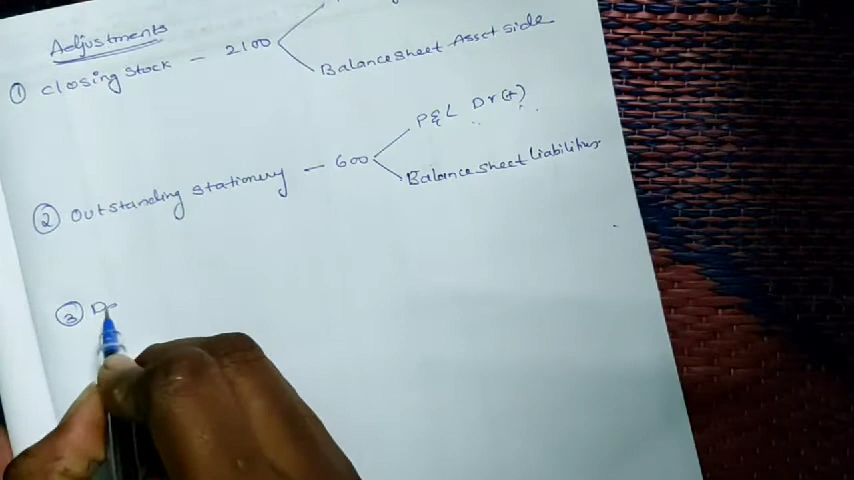 Adjustments
① closing stock — 2100
Balance sheet Asset side
② Outstanding stationery — 600
P&L Dr(+)
Balance sheet liabilities
③ D